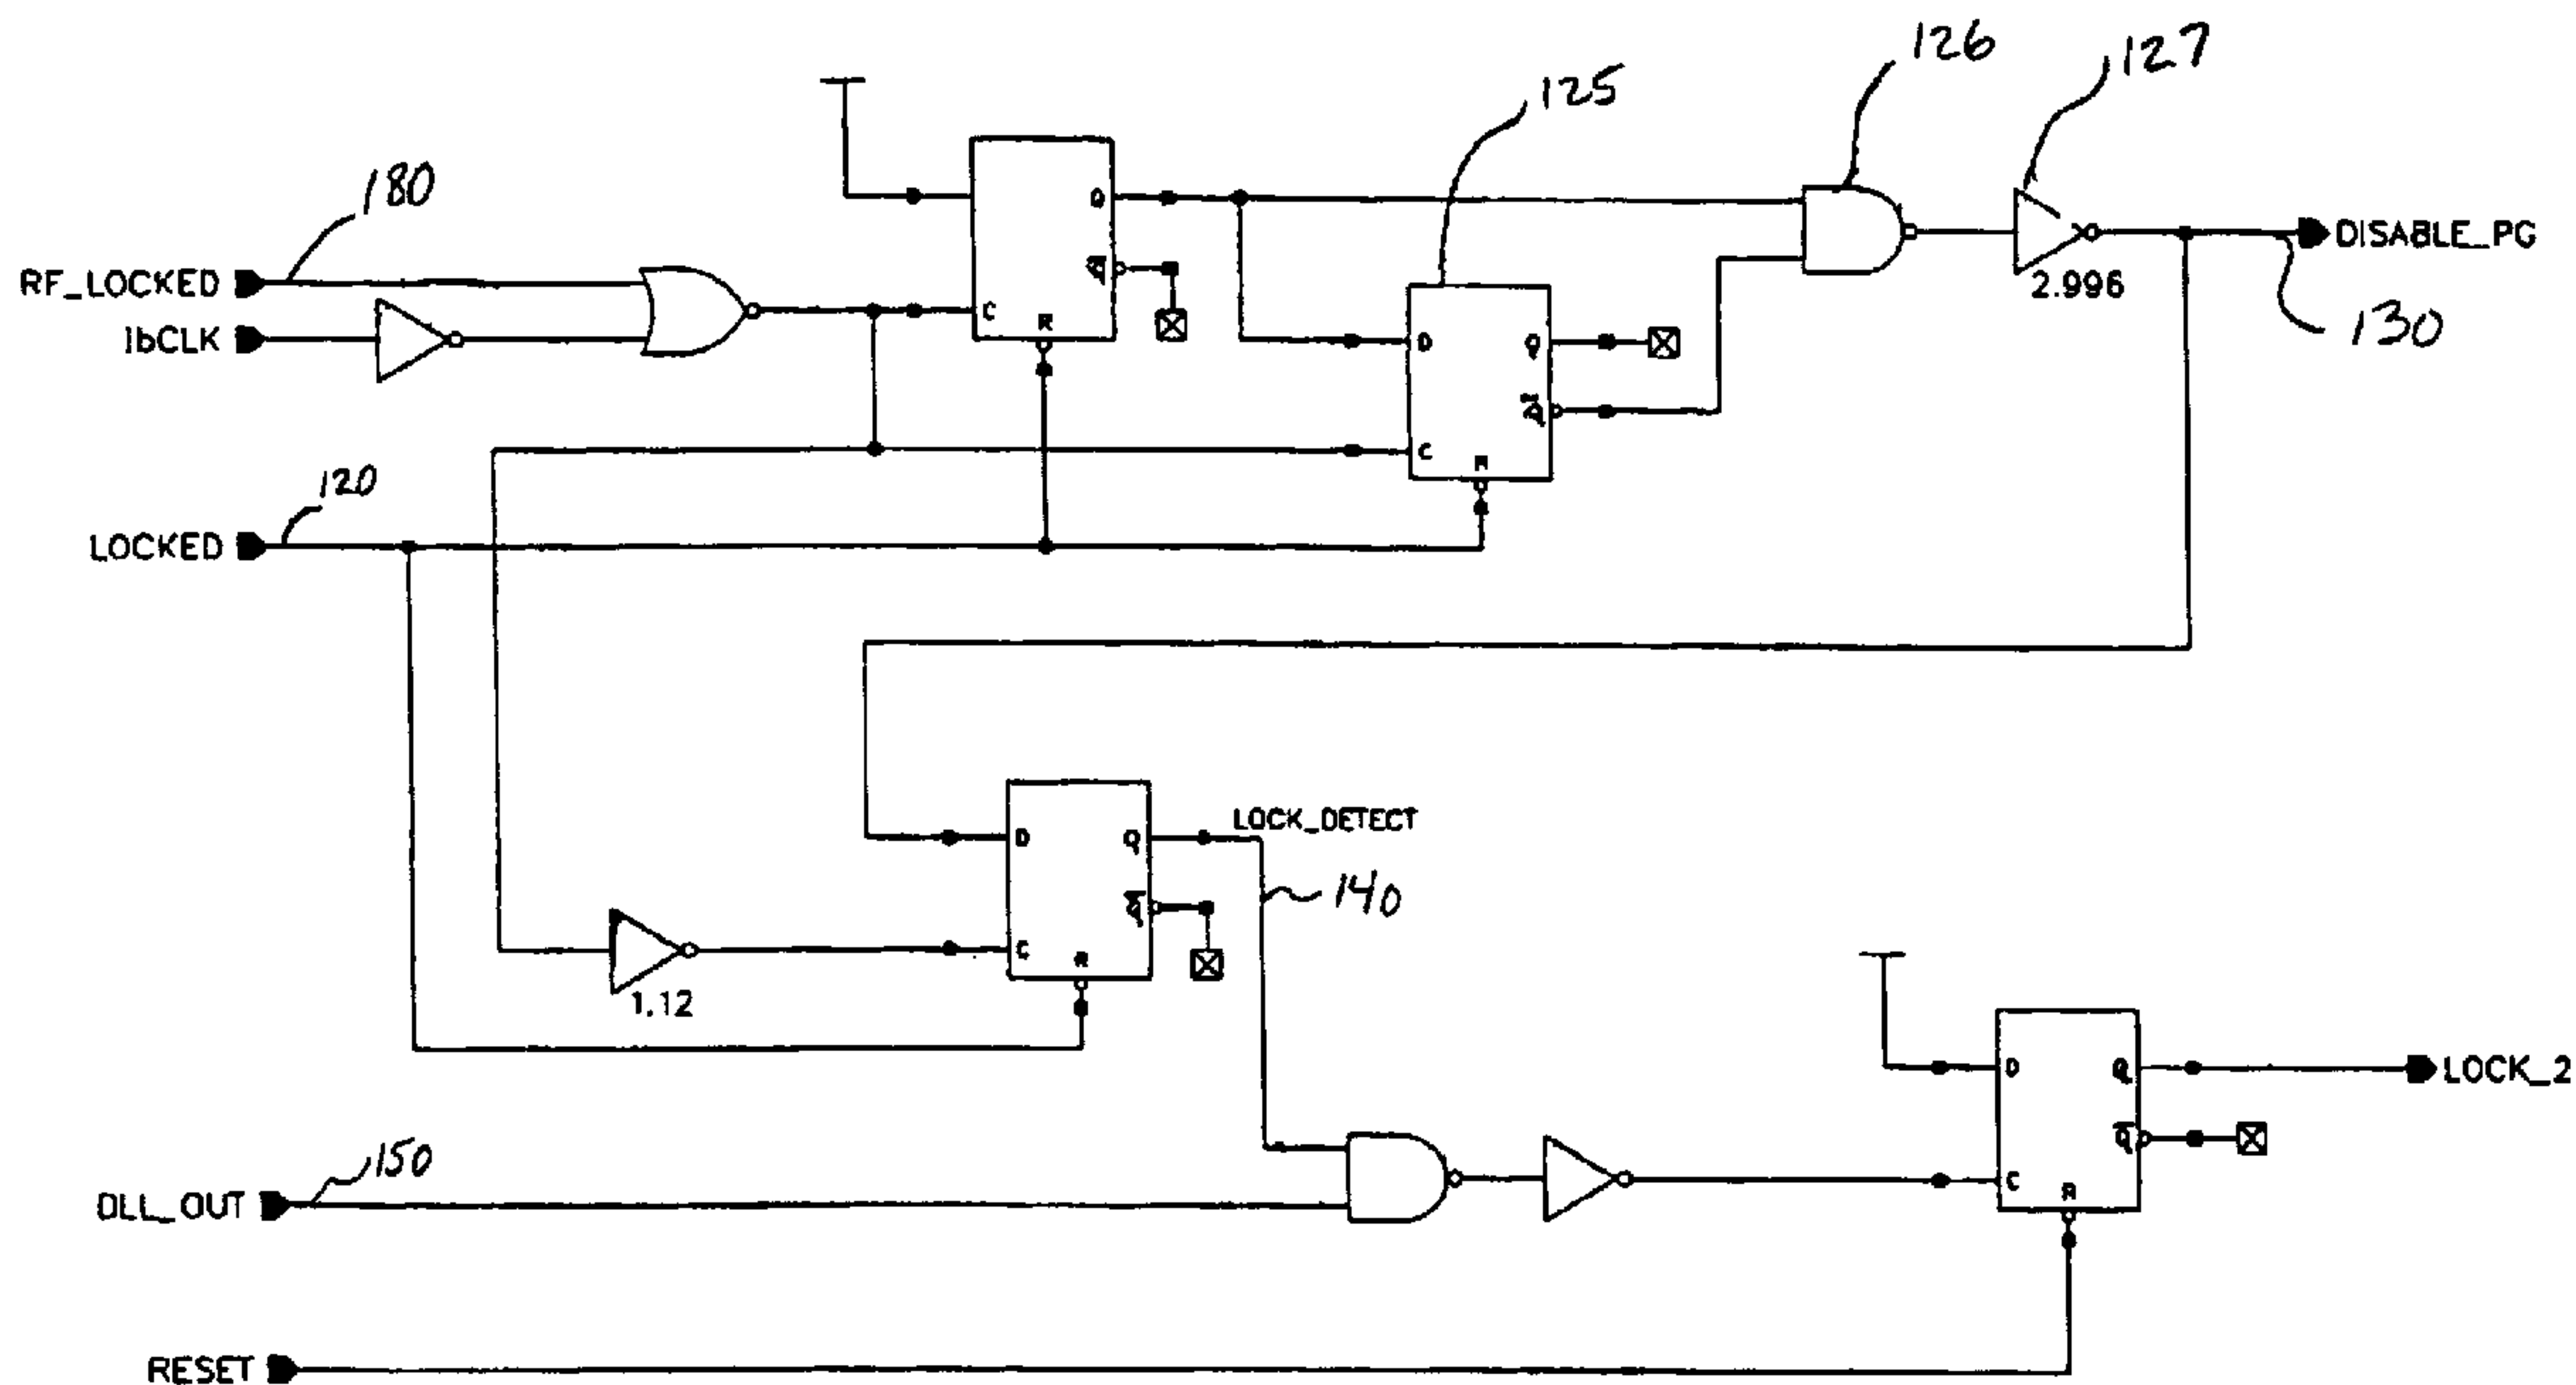 126
127
125
180
Q
DISABLE_PG
RF_LOCKED
Q
2.996
C
R
IbCLK
D
Q
130
Q
C
R
120
LOCKED
LOCK_DETECT
D
Q
140
Q
C
R
1.12
D
Q
LOCK_2
Q
150
C
R
DLL_OUT
RESET